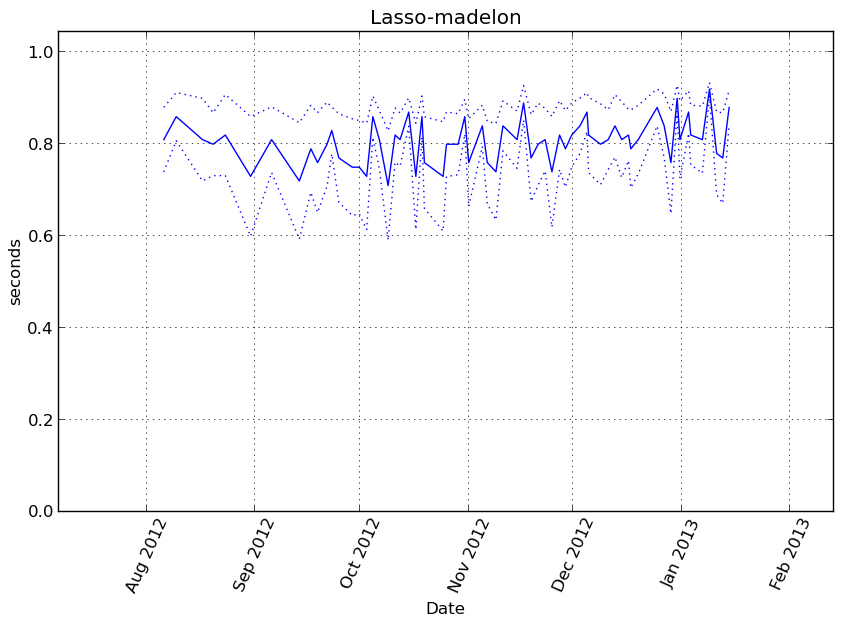 Lasso-madelon
1.0
0.8
0.6
0.4
0.2
0.0
seconds
Aug 2012
Sep 2012
Oct 2012
Nov 2012
Dec 2012
Jan 2013
Feb 2013
Date